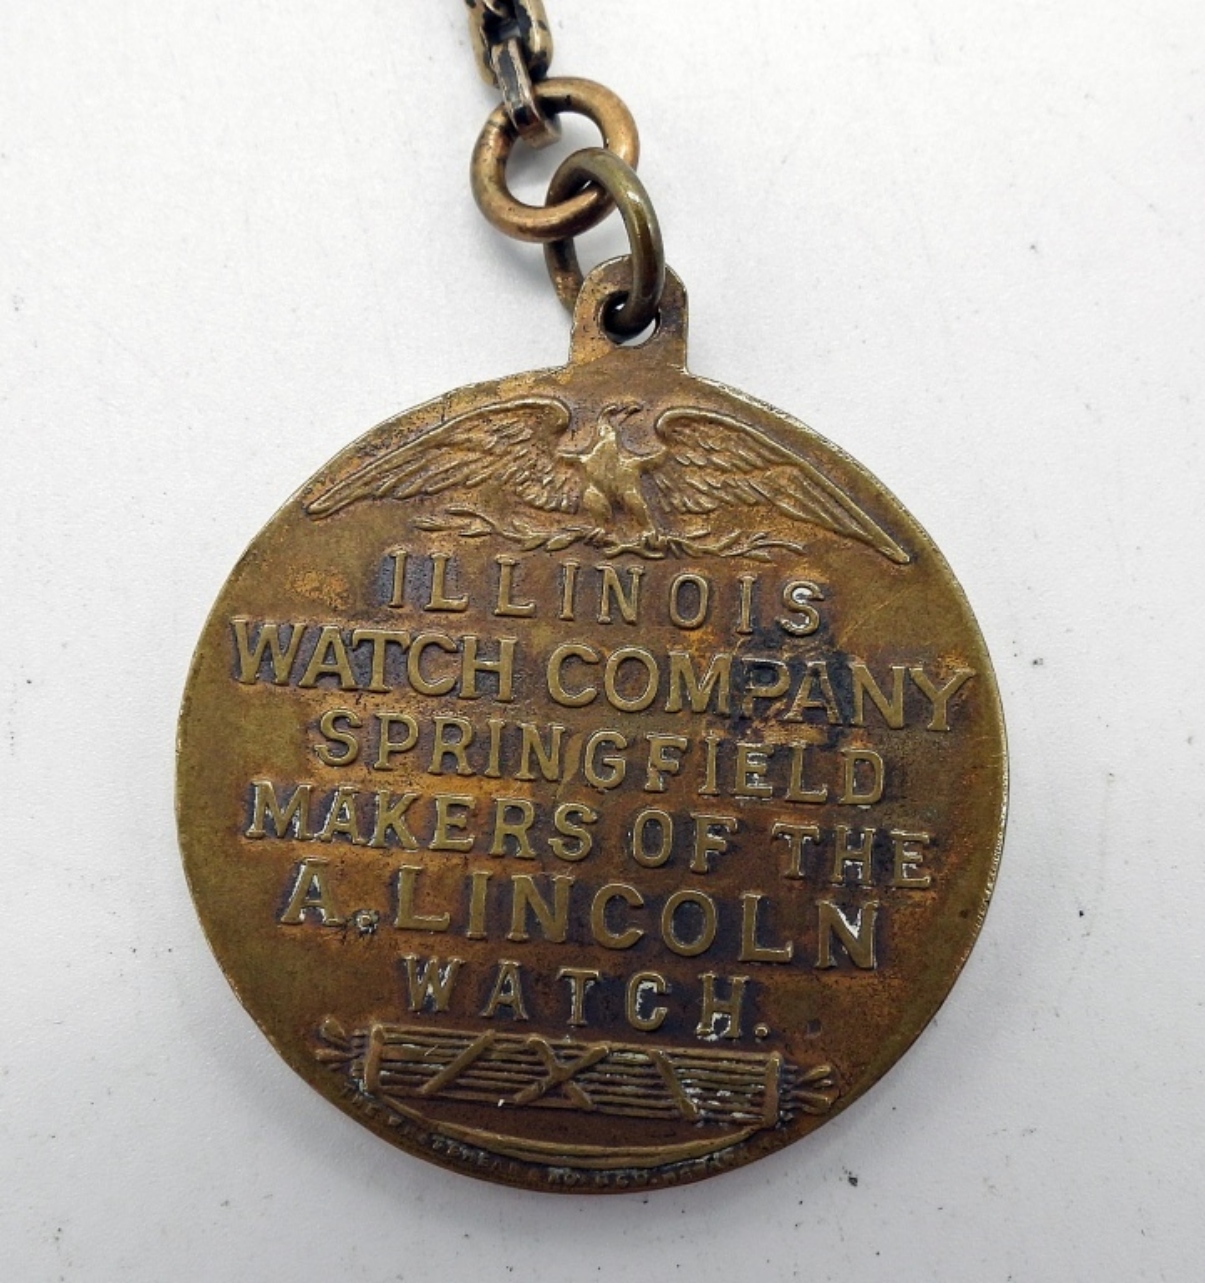 ILLINOIS
WATCH COMPANY
SPRINGFIELD
MAKERS OF THE
A. LINCOLN
WATCH.